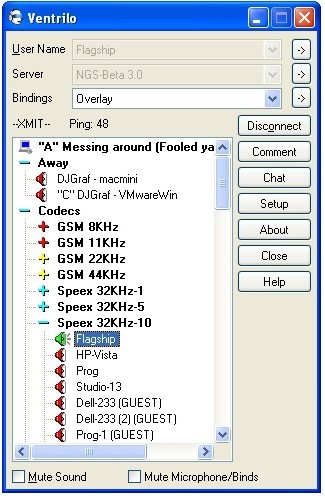 Ventrilo
User Name Flagship ->
Server NGS-Beta 3.0 ->
Bindings Overlay ->
--XMIT-- Ping: 48
Disconnect
Comment
Chat
Setup
About
Close
Help
"A" Messing around (Fooled ya
Away
DJGraf - macmini
"C" DJGraf - VMwareWin
Codecs
GSM 8KHz
GSM 11KHz
GSM 22KHz
GSM 44KHz
Speex 32KHz-1
Speex 32KHz-5
Speex 32KHz-10
Flagship
HP-Vista
Prog
Studio-13
Dell-233 (GUEST)
Dell-233 (2) (GUEST)
Prog-1 (GUEST)
Mute Sound
Mute Microphone/Binds